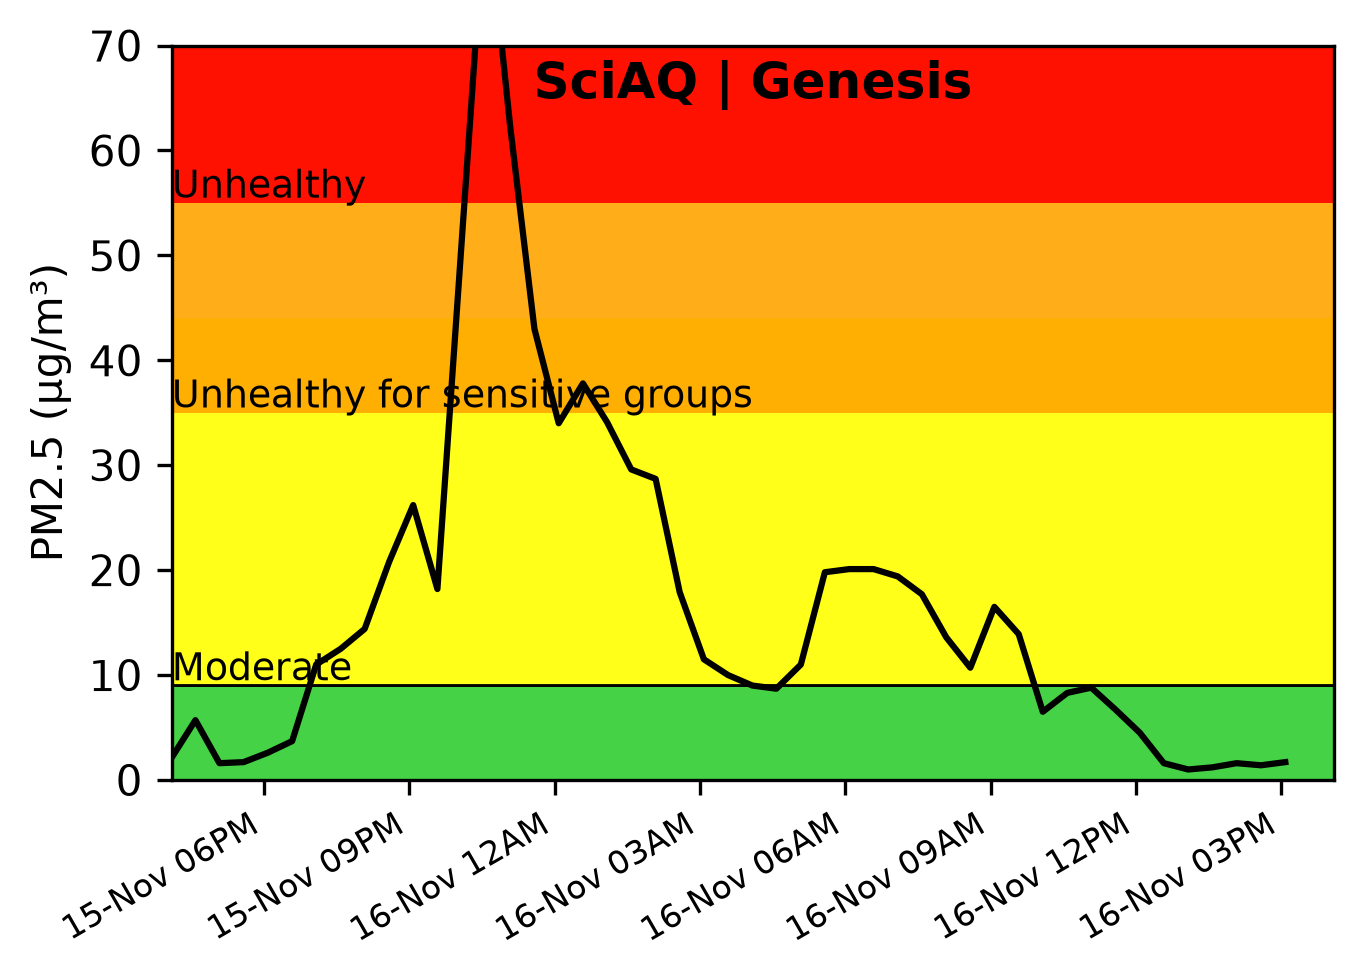 SciAQ | Genesis
PM2.5 (µg/m³)
70
60
50
40
30
20
10
0
Unhealthy
Unhealthy for sensitive groups
Moderate
15-Nov 06PM
15-Nov 09PM
16-Nov 12AM
16-Nov 03AM
16-Nov 06AM
16-Nov 09AM
16-Nov 12PM
16-Nov 03PM